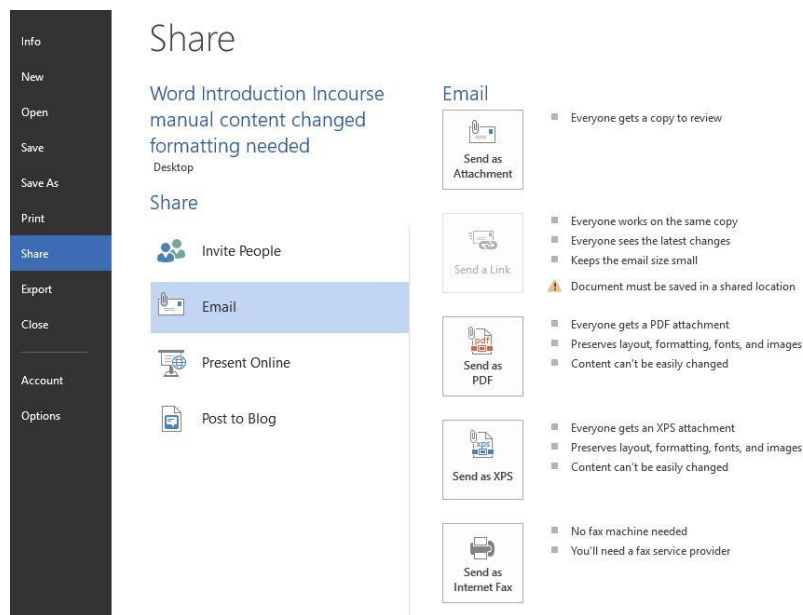 Info
New
Open
Save
Save As
Print
Share
Export
Close
Account
Options
Share
Word Introduction Incourse
manual content changed
formatting needed
Desktop
Share
Invite People
Email
Present Online
Post to Blog
Email
Send as
Attachment
Everyone gets a copy to review
Send a Link
Everyone works on the same copy
Everyone sees the latest changes
Keeps the email size small
Document must be saved in a shared location
pdf
Send as
PDF
Everyone gets a PDF attachment
Preserves layout, formatting, fonts, and images
Content can't be easily changed
xps
Send as XPS
Everyone gets an XPS attachment
Preserves layout, formatting, fonts, and images
Content can't be easily changed
Send as
Internet Fax
No fax machine needed
You'll need a fax service provider